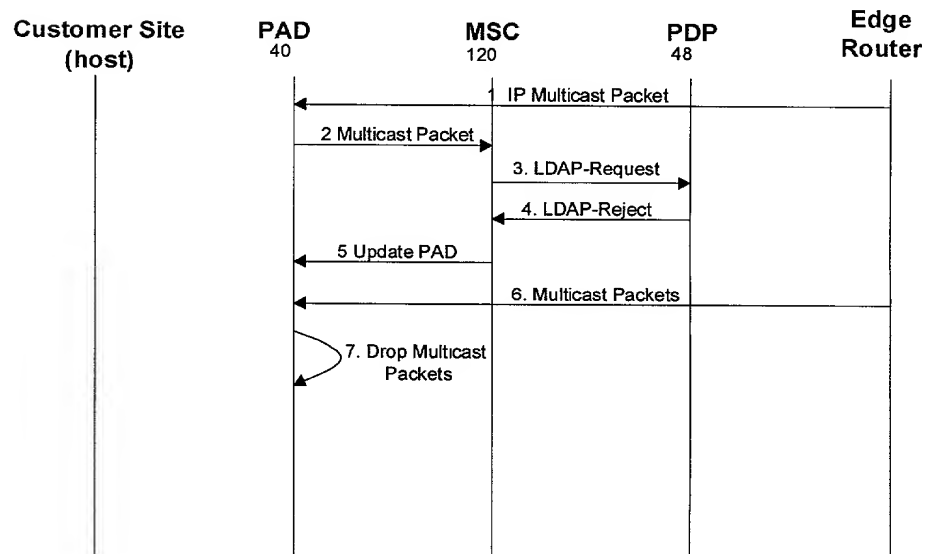 Customer Site
(host)
PAD
40
MSC
120
PDP
48
Edge
Router
1 IP Multicast Packet
2 Multicast Packet
3. LDAP-Request
4. LDAP-Reject
5 Update PAD
6. Multicast Packets
7. Drop Multicast
Packets